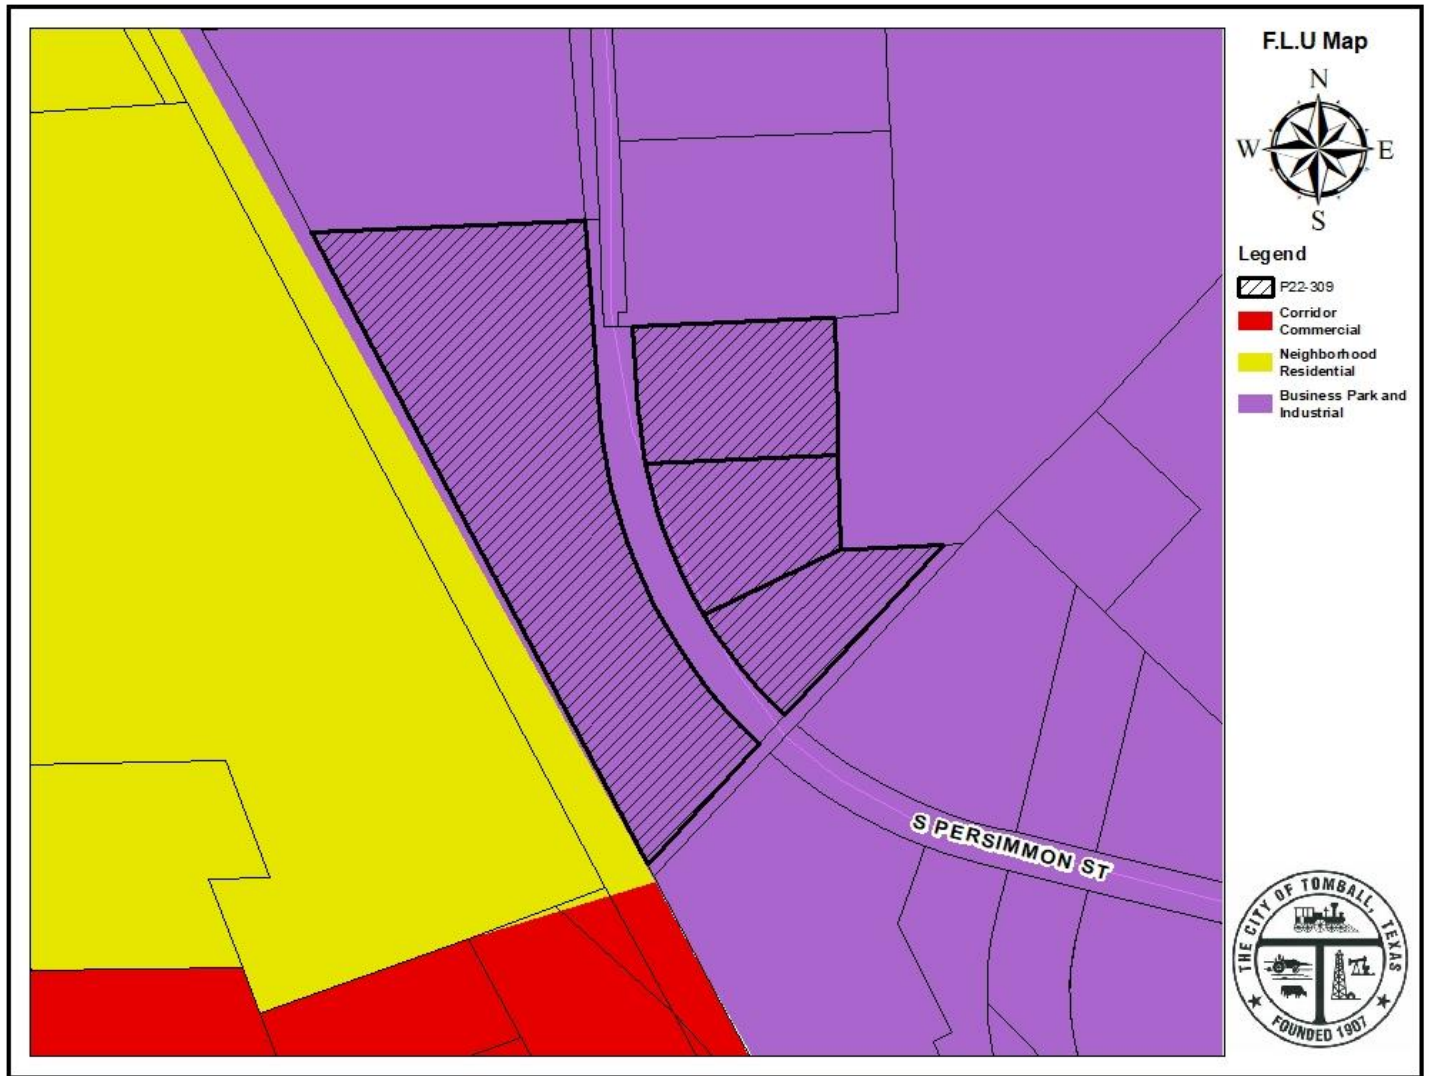 F.L.U Map
N
W
E
S
Legend
P22-309
Corridor
Commercial
Neighborhood
Residential
Business Park and
Industrial
S PERSIMMON ST
THE CITY OF TOMBALL, TEXAS
FOUNDED 1907